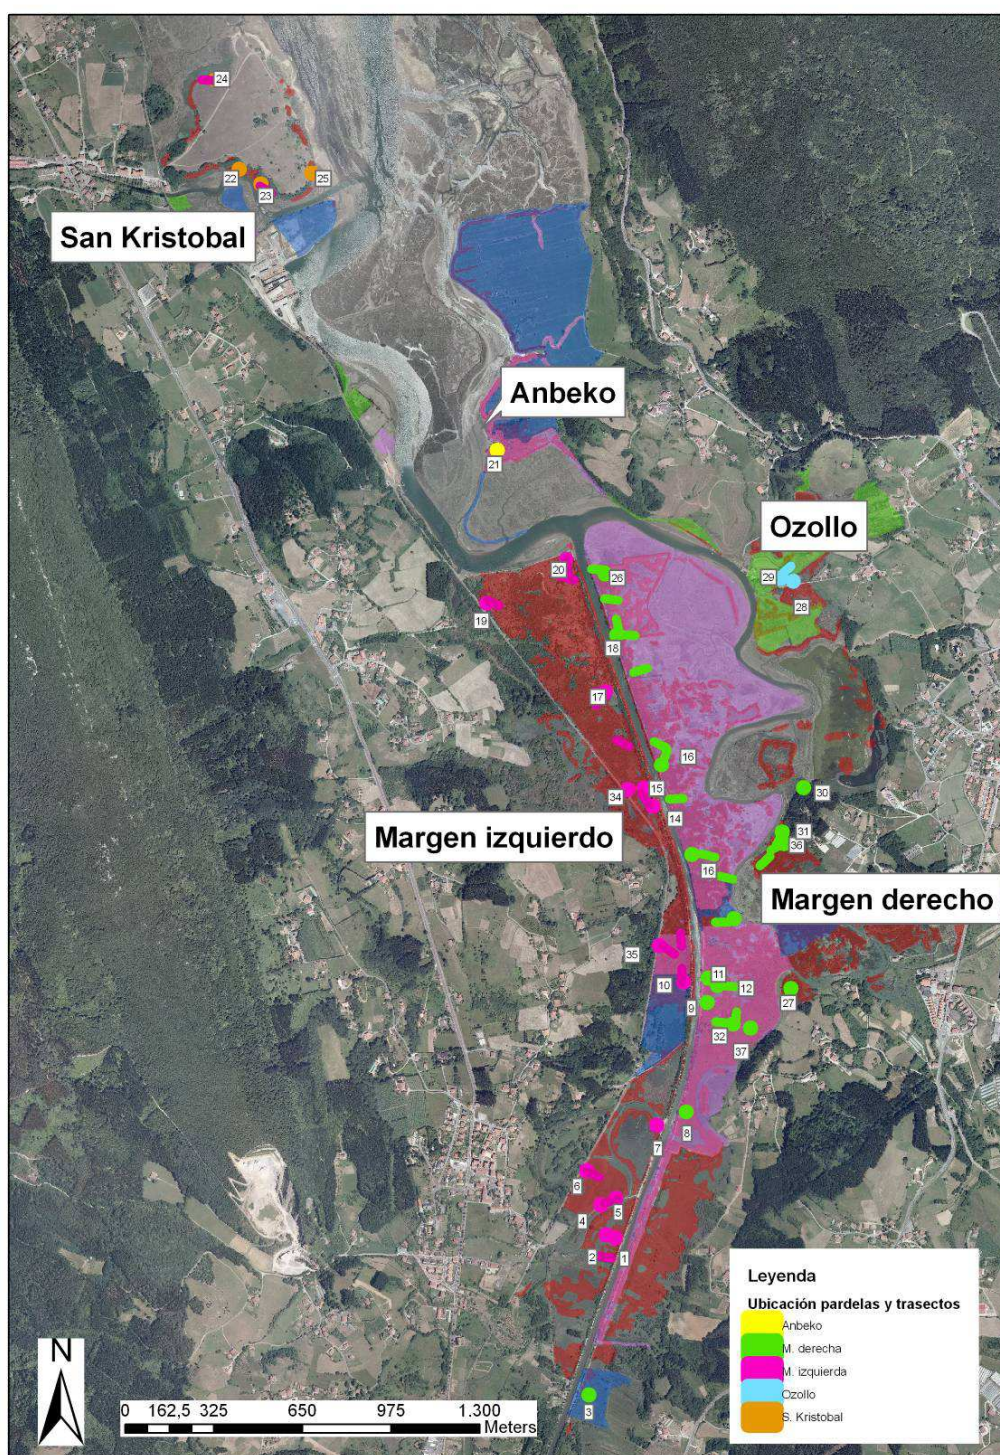 24
22
23
25
San Kristobal
Anbeko
21
Ozollo
29
28
20
26
19
18
17
16
30
34
15
14
31
36
Margen izquierdo
16
Margen derecho
35
11
10
12
27
9
32
37
8
7
6
5
4
2
1
3
Leyenda
Ubicación pardelas y trasectos
Anbeko
M. derecha
M. izquierda
Ozollo
S. Kristobal
N
0 162,5 325 650 975 1.300
Meters